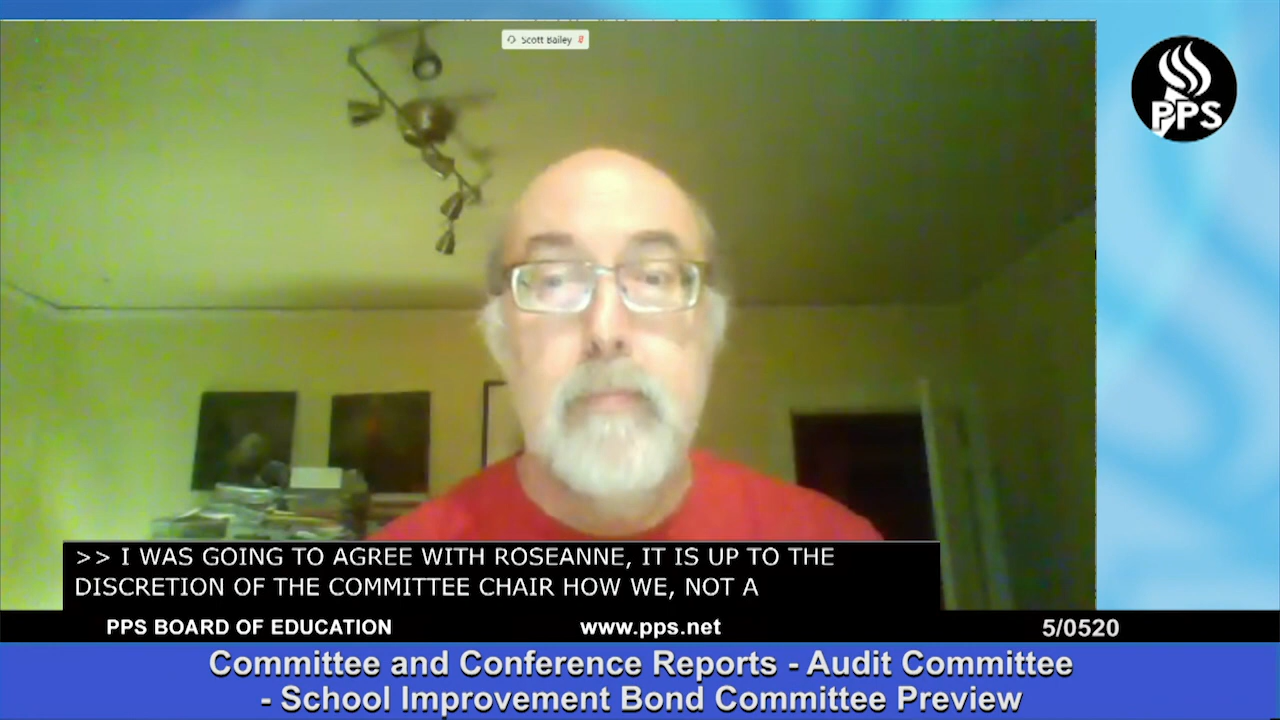 Scott Bailey
PPS
>> I WAS GOING TO AGREE WITH ROSEANNE, IT IS UP TO THE
DISCRETION OF THE COMMITTEE CHAIR HOW WE, NOT A
PPS BOARD OF EDUCATION www.pps.net 5/0520
Committee and Conference Reports - Audit Committee
- School Improvement Bond Committee Preview